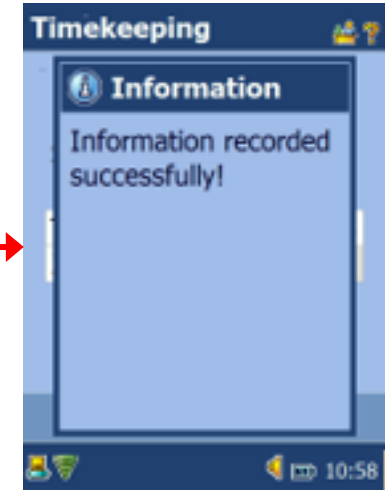 Timekeeping
Information
Information recorded
successfully!
10:58